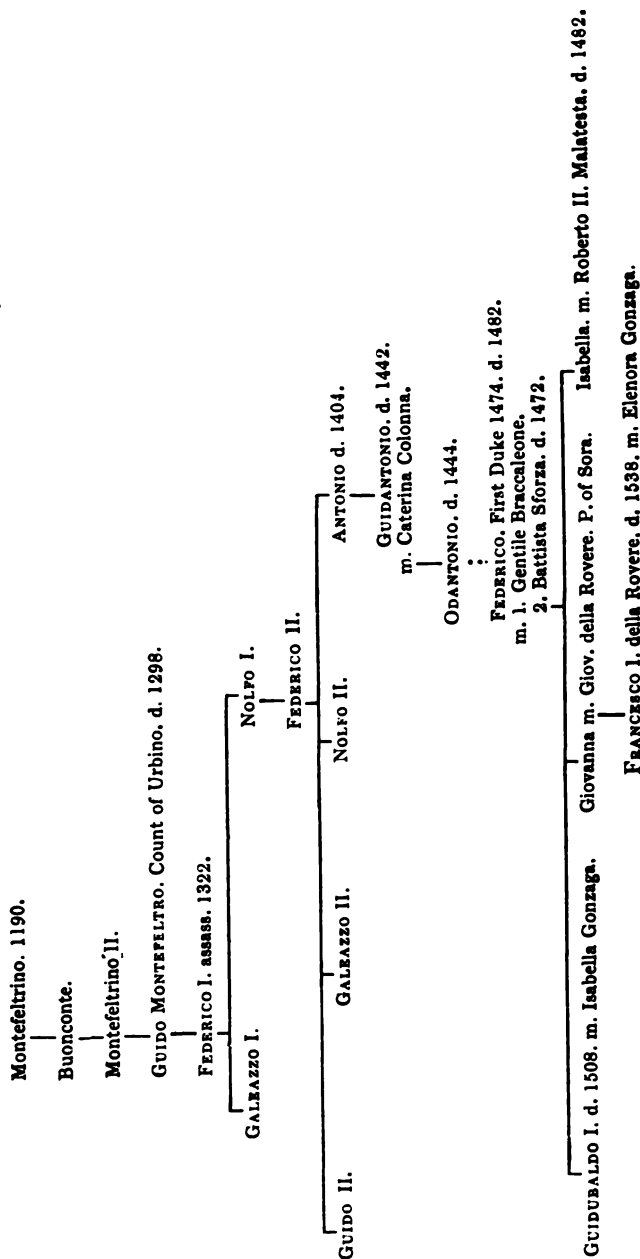 Montefeltrino. 1190.
Buonconte.
Montefeltrino II.
GUIDO MONTEFELTRO. Count of Urbino. d. 1298.
FEDERICO I. assass. 1322.
GALEAZZO I. NOLFO I.
FEDERICO II.
GUIDO II. GALEAZZO II. NOLFO II. ANTONIO d. 1404.
GUIDANTONIO. d. 1442.
m. Caterina Colonna.
ODANTONIO. d. 1444.
FEDERICO. First Duke 1474. d. 1482.
m. 1. Gentile Braccaleone.
2. Battista Sforza. d. 1472.
GUIDUBALDO I. d. 1508. m. Isabella Gonzaga. Giovanna m. Giov. della Rovere. P. of Sora. Isabella. m. Roberto II. Malatesta. d. 1482.
FRANCESCO I. della Rovere. d. 1538. m. Elenora Gonzaga.